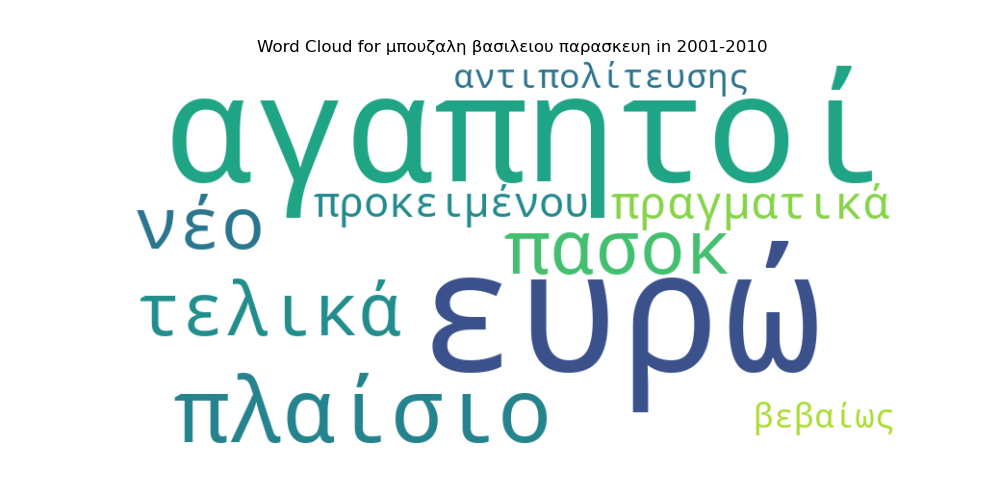 Word Cloud for μπουζαλη βασιλειου παρασκευη in 2001-2010
αντιπολίτευσης
αγαπητοί
προκειμένου
πραγματικά
νέο
πασοκ
τελικά
ευρώ
πλαίσιο
βεβαίως